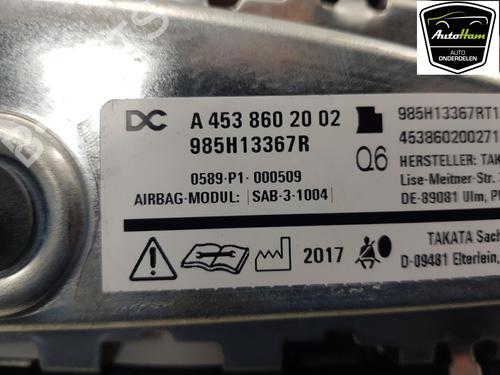 AutoHam
AUTO
ONDERDELEN
DC A 453 860 20 02
985H13367R
0589-P1- 000509
AIRBAG-MODUL: SAB-3-1004
2017
985H13367RT1
Q6
453860200271
HERSTELLER: TAK
Lise-Meitner-Str.
DE-89081 Ulm,
TAKATA Sach
D-09481 Elterlein,